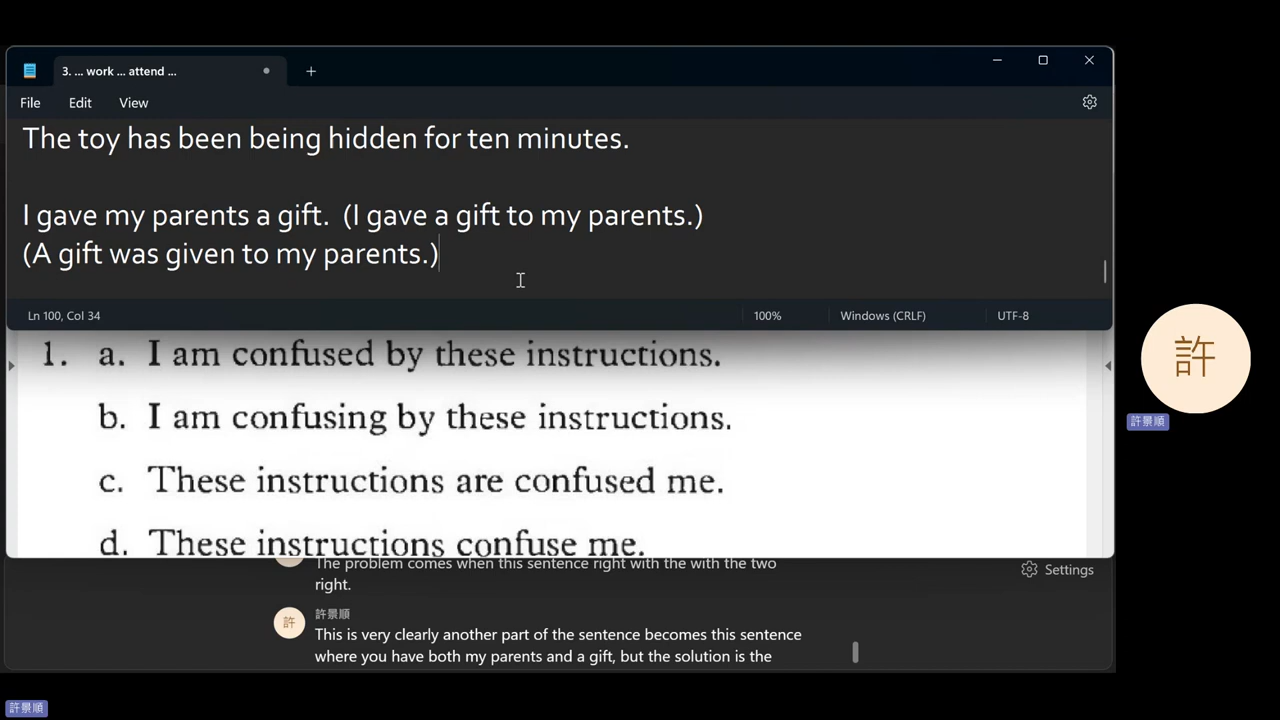 3. ... work ... attend ...
File Edit View
The toy has been being hidden for ten minutes.
I gave my parents a gift. (I gave a gift to my parents.)
(A gift was given to my parents.)
Ln 100, Col 34 100% Windows (CRLF) UTF-8
1. a. I am confused by these instructions.
b. I am confusing by these instructions.
c. These instructions are confused me.
d. These instructions confuse me.
The problem comes when this sentence right with the with the two
right.
Settings
許景順
This is very clearly another part of the sentence becomes this sentence
where you have both my parents and a gift, but the solution is the
許
許
許景順
許景順